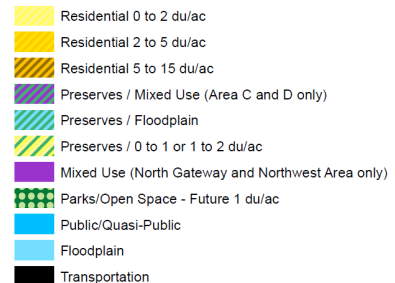 Residential 0 to 2 du/ac
Residential 2 to 5 du/ac
Residential 5 to 15 du/ac
Preserves / Mixed Use (Area C and D only)
Preserves / Floodplain
Preserves / 0 to 1 or 1 to 2 du/ac
Mixed Use (North Gateway and Northwest Area only)
Parks/Open Space - Future 1 du/ac
Public/Quasi-Public
Floodplain
Transportation